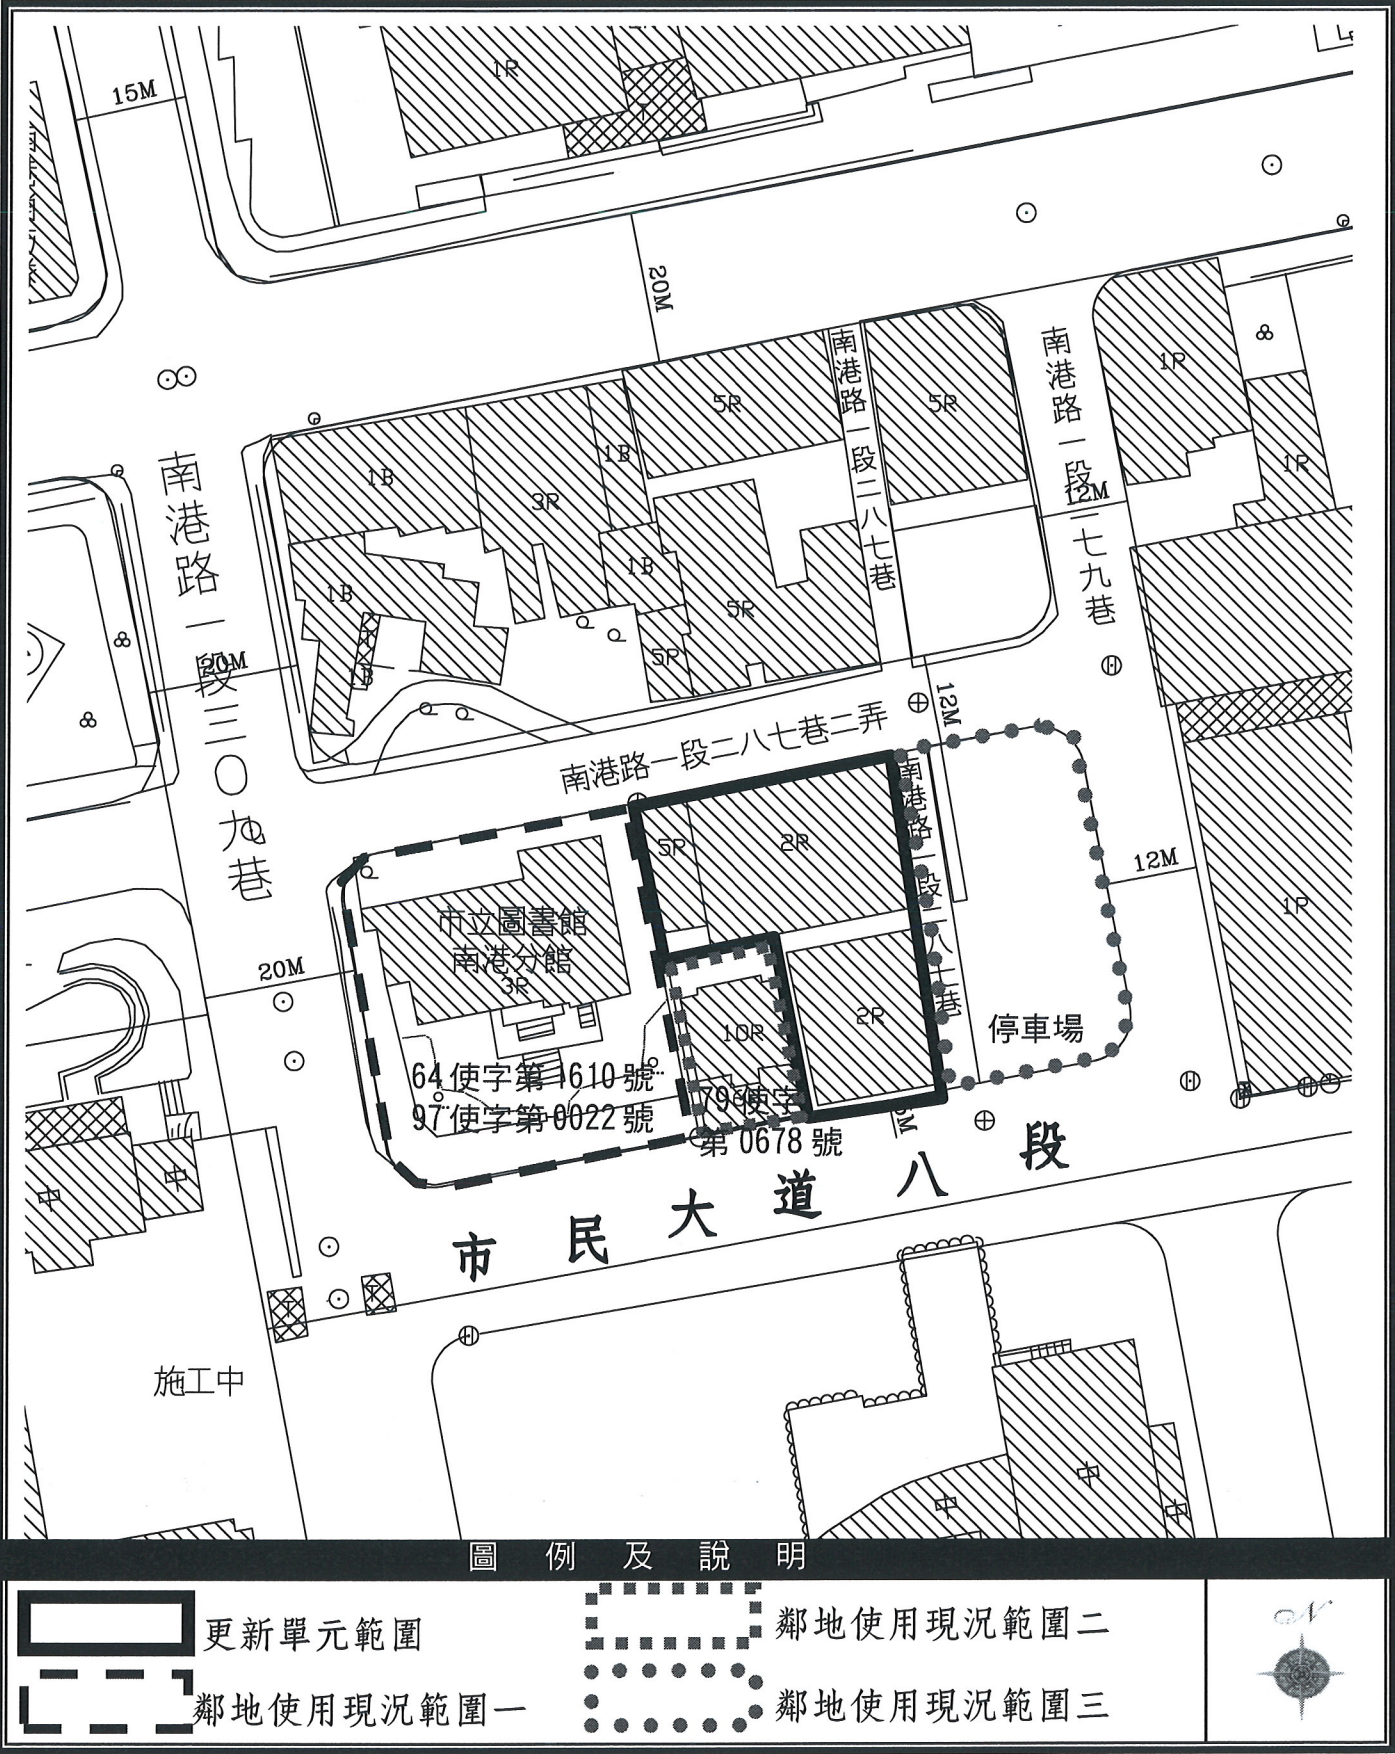 1R
15M
20M
南港路一段二八七巷
5R
5R
南港路一段二七九巷
12M
1R
1R
南港路一段三〇九巷
20M
1B
3R
1B
1B
1B
1B
5R
5R
12M
南港路一段二八七巷二弄
南港路一段二八七巷
5R
2R
12M
1R
市立圖書館
南港分館
3R
20M
10R
2R
停車場
64使字第1610號
97使字第0022號
79使字
第0678號
市民大道八段
中
中
T
T
施工中
中
中
中
圖例及說明
更新單元範圍
鄰地使用現況範圍一
鄰地使用現況範圍二
鄰地使用現況範圍三
N